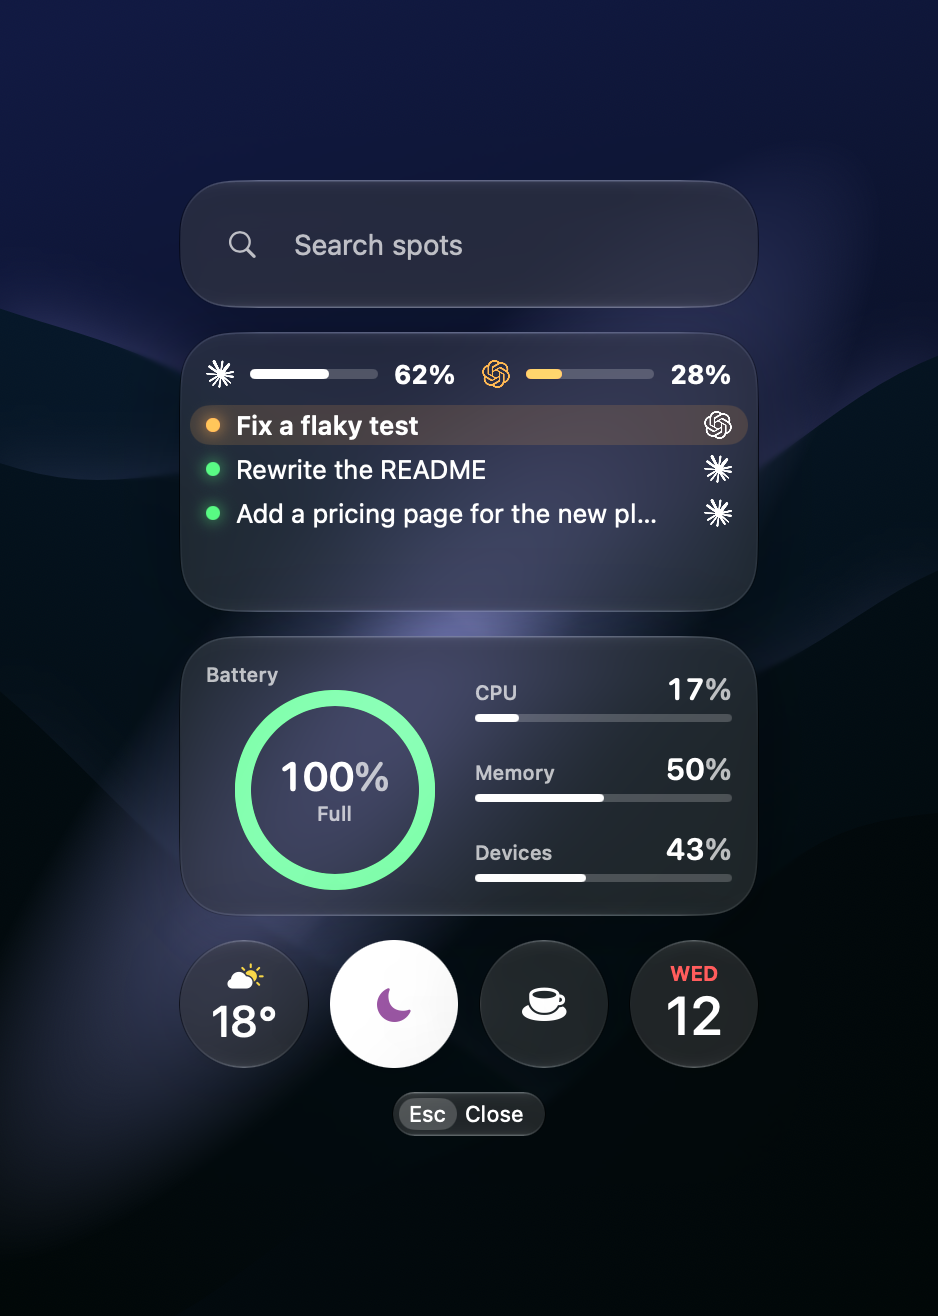 Search spots
62% 28%
Fix a flaky test
Rewrite the README
Add a pricing page for the new pl...
Battery
100%
Full
CPU 17%
Memory 50%
Devices 43%
18°
WED
12
Esc Close